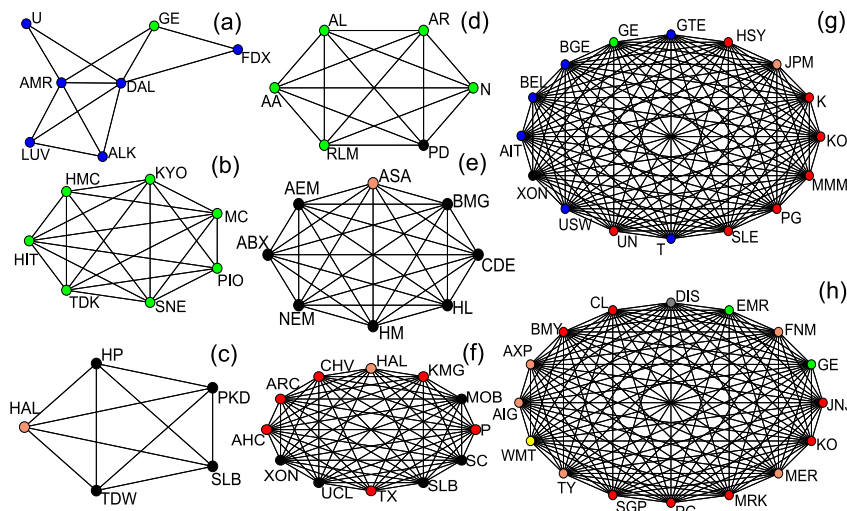 (a)
U
GE
FDX
AMR
DAL
LUV
ALK
(b)
HMC
KYO
MC
HIT
PIO
TDK
SNE
(c)
HP
PKD
HAL
SLB
TDW
(d)
AL
AR
AA
N
RLM
PD
(e)
ASA
AEM
BMG
ABX
CDE
NEM
HL
HM
(f)
HAL
CHV
KMG
ARC
MOB
AHC
P
XON
SC
UCL
SLB
TX
(g)
GTE
GE
HSY
BGE
JPM
BEL
K
AIT
KO
XON
MMM
USW
PG
UN
SLE
T
(h)
DIS
CL
EMR
BMY
FNM
AXP
GE
AIG
JNJ
WMT
KO
TY
MER
SGP
MRK